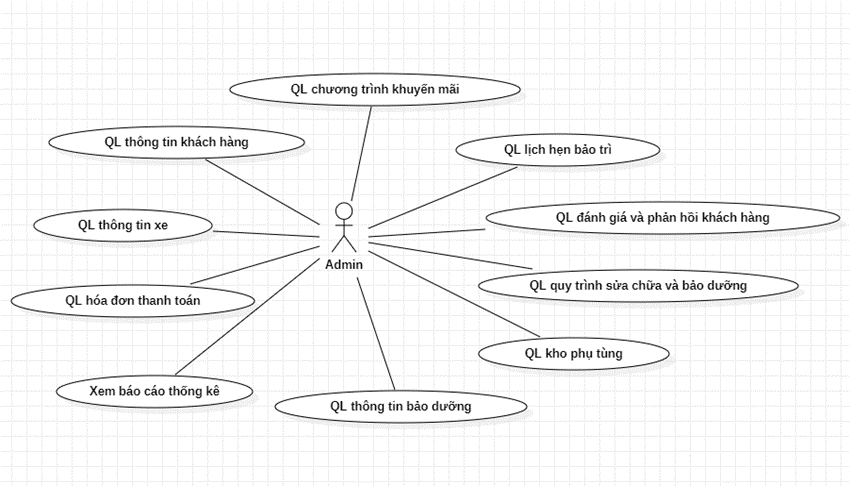 QL chương trình khuyến mãi
QL thông tin khách hàng
QL lịch hẹn bảo trì
QL thông tin xe
QL đánh giá và phản hồi khách hàng
Admin
QL hóa đơn thanh toán
QL quy trình sửa chữa và bảo dưỡng
QL kho phụ tùng
Xem báo cáo thống kê
QL thông tin bảo dưỡng